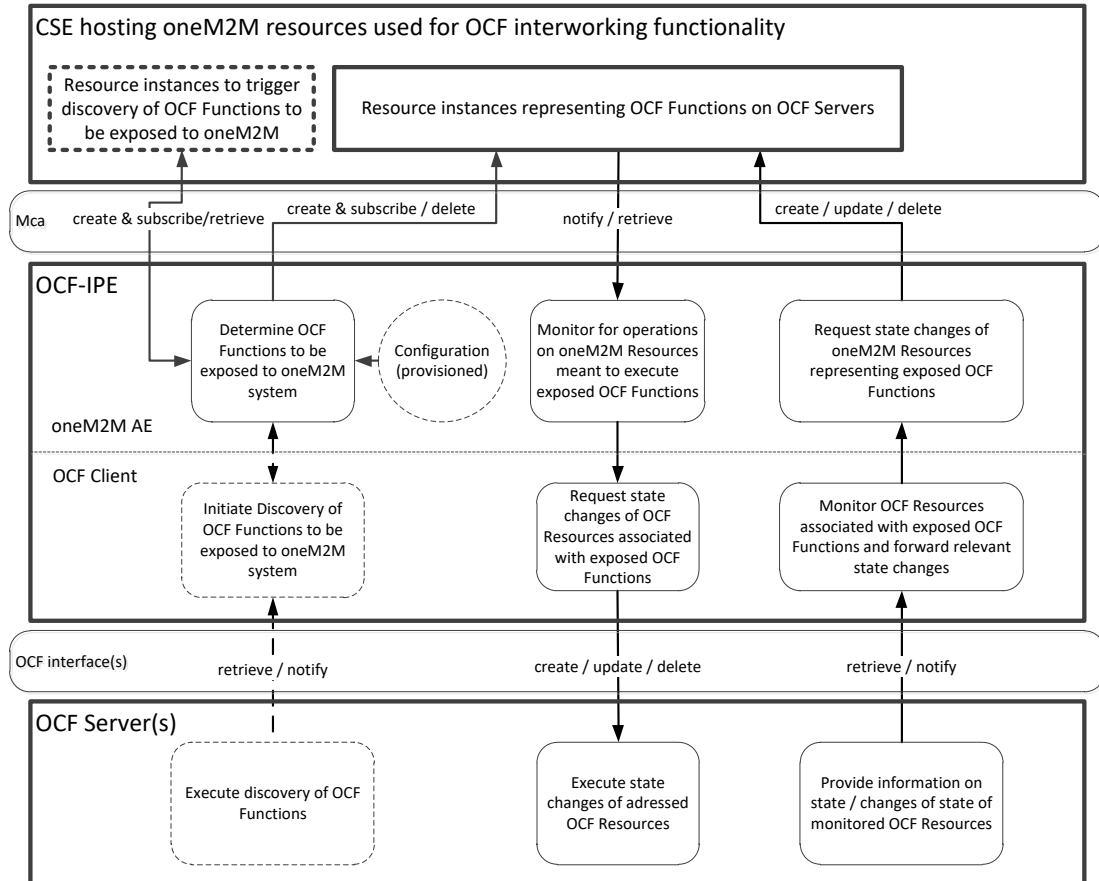 CSE hosting oneM2M resources used for OCF interworking functionality
Resource instances to trigger
discovery of OCF Functions to
be exposed to oneM2M
Resource instances representing OCF Functions on OCF Servers
Mca
create & subscribe/retrieve
create & subscribe / delete
notify / retrieve
create / update / delete
OCF-IPE
Determine OCF
Functions to be
exposed to oneM2M
system
Configuration
(provisioned)
Monitor for operations
on oneM2M Resources
meant to execute
exposed OCF Functions
Request state changes of
oneM2M Resources
representing exposed OCF
Functions
oneM2M AE
OCF Client
Initiate Discovery of
OCF Functions to be
exposed to oneM2M
system
Request state
changes of OCF
Resources associated
with exposed OCF
Functions
Monitor OCF Resources
associated with exposed OCF
Functions and forward relevant
state changes
OCF interface(s)
retrieve / notify
create / update / delete
retrieve / notify
OCF Server(s)
Execute discovery of OCF
Functions
Execute state
changes of adressed
OCF Resources
Provide information on
state / changes of state of
monitored OCF Resources